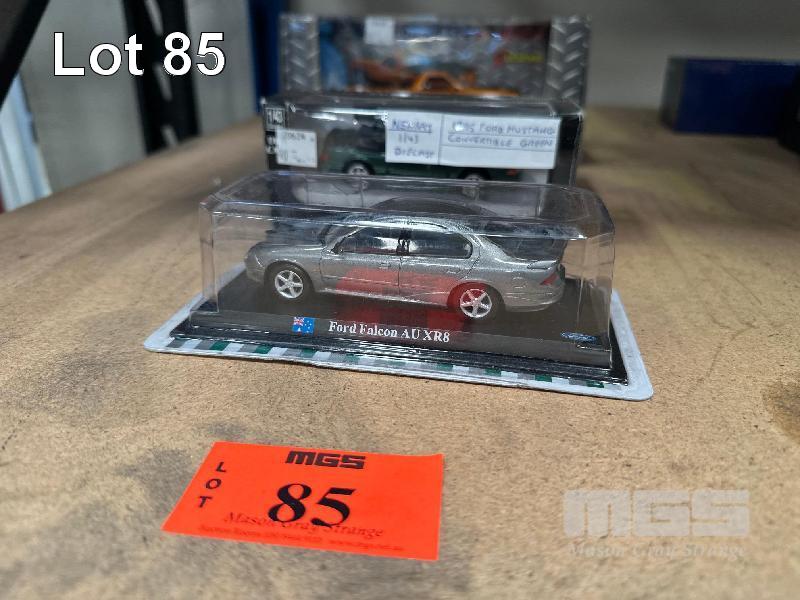 Lot 85
1/43
NEWRAY
1/43
DIECAST
FORD MUSTANG
CONVERTIBLE GREEN
Ford Falcon AU XR8
Ford
MGS
LOT
85
Mason Gray Strange
MGS
Mason Gray Strange